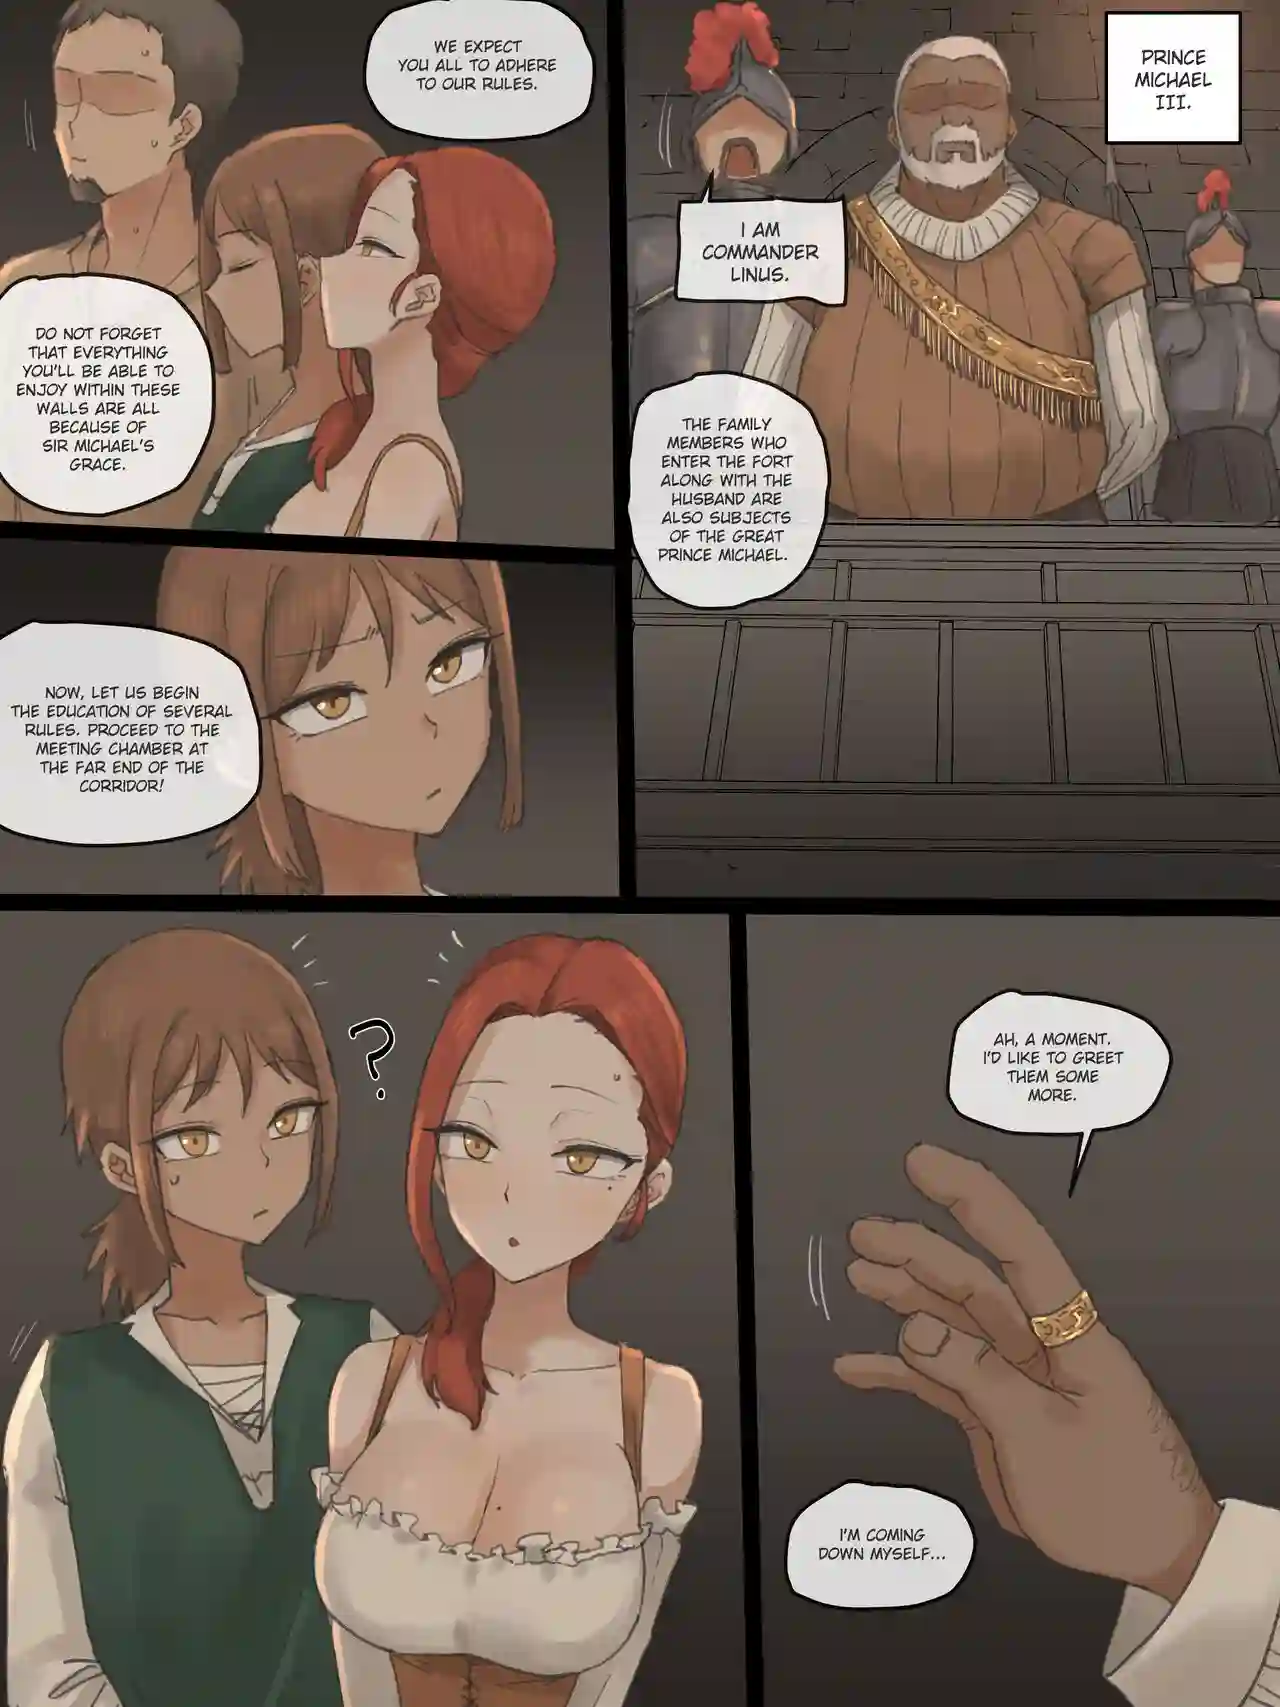 PRINCE
MICHAEL
III.
I AM
COMMANDER
LINUS.
THE FAMILY
MEMBERS WHO
ENTER THE FORT
ALONG WITH THE
HUSBAND ARE
ALSO SUBJECTS
OF THE GREAT
PRINCE MICHAEL.
WE EXPECT
YOU ALL TO ADHERE
TO OUR RULES.
DO NOT FORGET
THAT EVERYTHING
YOU'LL BE ABLE TO
ENJOY WITHIN THESE
WALLS ARE ALL
BECAUSE OF
SIR MICHAEL'S
GRACE.
NOW, LET US BEGIN
THE EDUCATION OF SEVERAL
RULES. PROCEED TO THE
MEETING CHAMBER AT
THE FAR END OF THE
CORRIDOR!
AH, A MOMENT.
I'D LIKE TO GREET
THEM SOME
MORE.
I'M COMING
DOWN MYSELF...
?